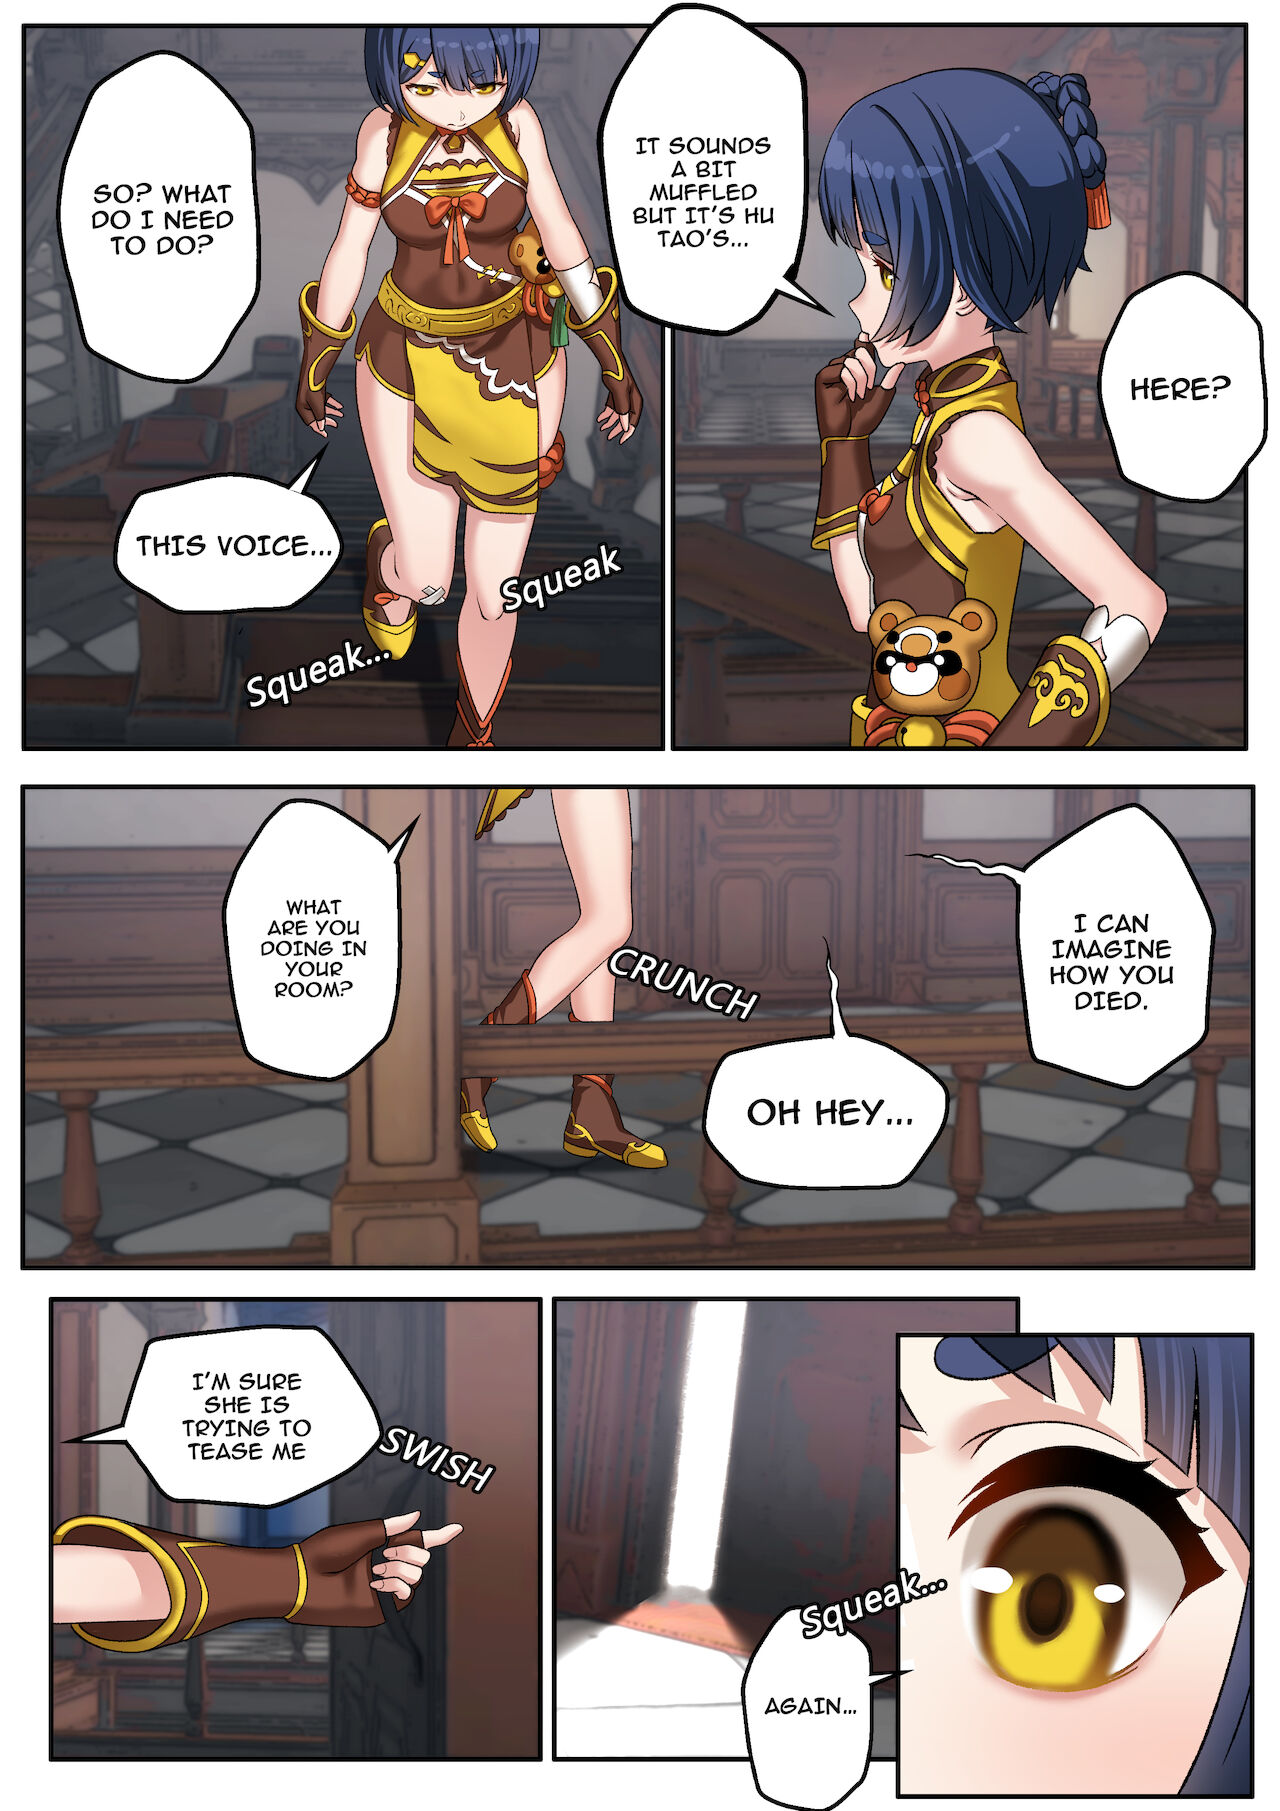 SO? WHAT
DO I NEED
TO DO?
THIS VOICE...
Squeak...
Squeak
IT SOUNDS
A BIT
MUFFLED
BUT IT'S HU
TAO'S...
HERE?
WHAT
ARE YOU
DOING IN
YOUR
ROOM?
CRUNCH
OH HEY...
I CAN
IMAGINE
HOW YOU
DIED.
I'M SURE
SHE IS
TRYING TO
TEASE ME
SWISH
Squeak...
AGAIN...